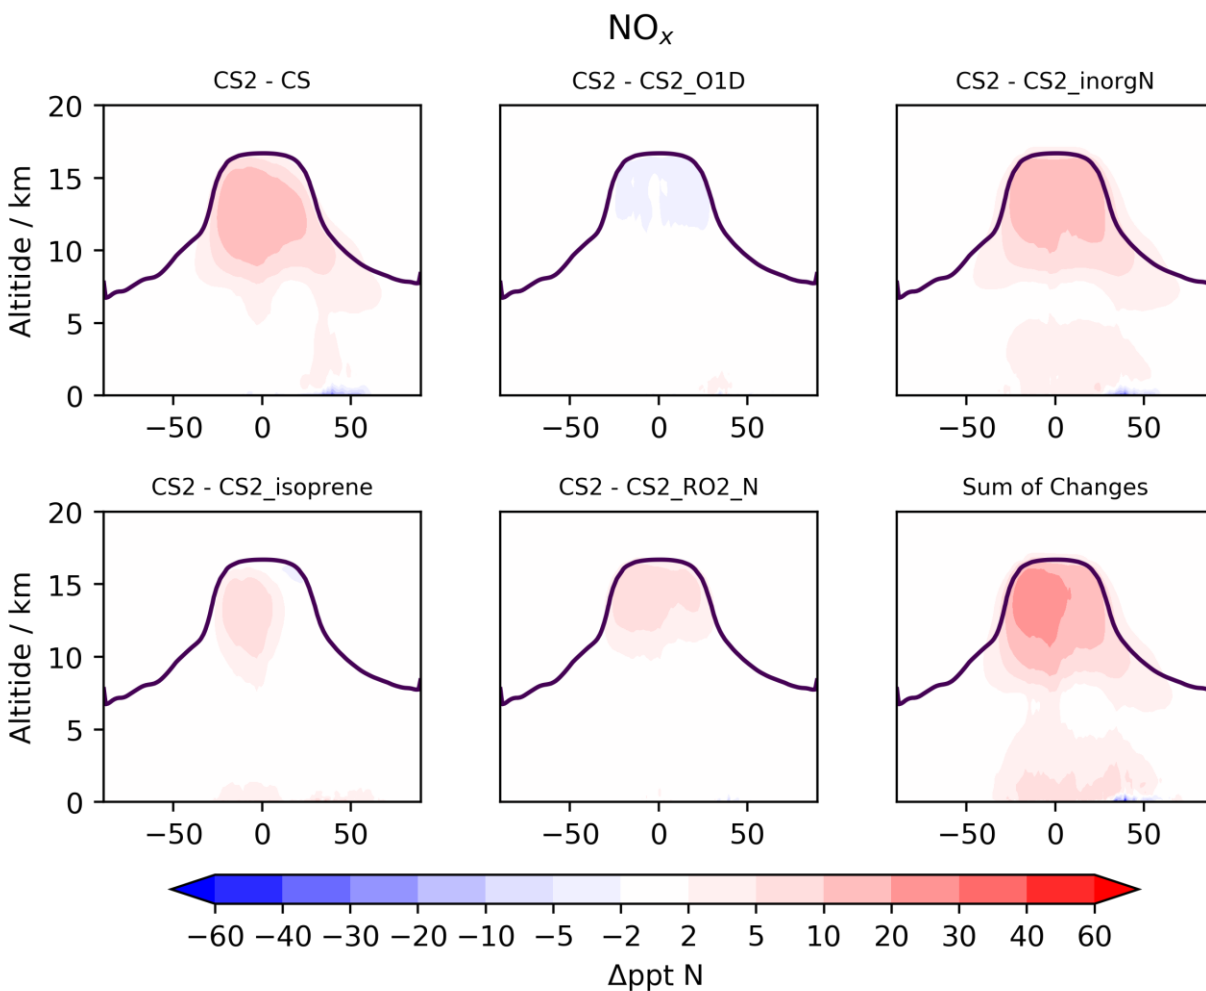 NOₓ
CS2 - CS
CS2 - CS2_O1D
CS2 - CS2_inorgN
20
15
10
5
0
Altitide / km
−50 0 50
−50 0 50
−50 0 50
CS2 - CS2_isoprene
CS2 - CS2_RO2_N
Sum of Changes
20
15
10
5
0
Altitide / km
−50 0 50
−50 0 50
−50 0 50
−60 −40 −30 −20 −10 −5 −2 2 5 10 20 30 40 60
Δppt N